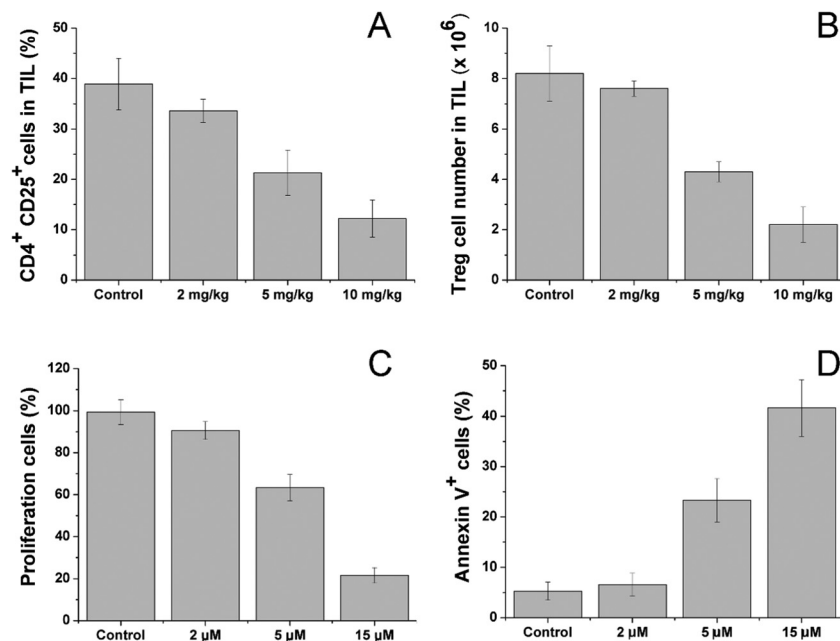 A
CD4+ CD25+cells in TIL (%)
50
40
30
20
10
0
Control 2 mg/kg 5 mg/kg 10 mg/kg
B
Treg cell number in TIL (x 10⁶)
10
8
6
4
2
0
Control 2 mg/kg 5 mg/kg 10 mg/kg
C
Proliferation cells (%)
120
100
80
60
40
20
0
Control 2 μM 5 μM 15 μM
D
Annexin V+ cells (%)
50
40
30
20
10
0
Control 2 μM 5 μM 15 μM